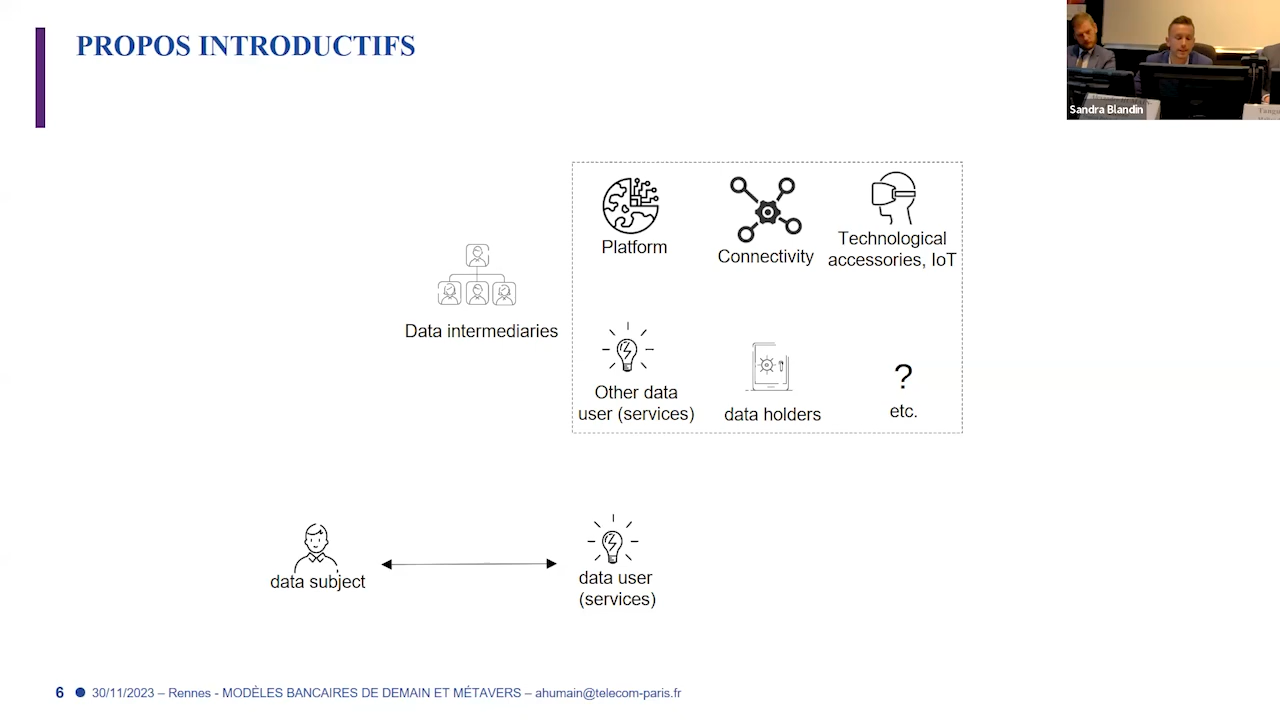 PROPOS INTRODUCTIFS
Sandra Blandin
Platform
Connectivity
Technological
accessories, IoT
Data intermediaries
Other data
user (services)
data holders
?
etc.
data subject
data user
(services)
6 30/11/2023 – Rennes - MODÈLES BANCAIRES DE DEMAIN ET MÉTAVERS – ahumain@telecom-paris.fr